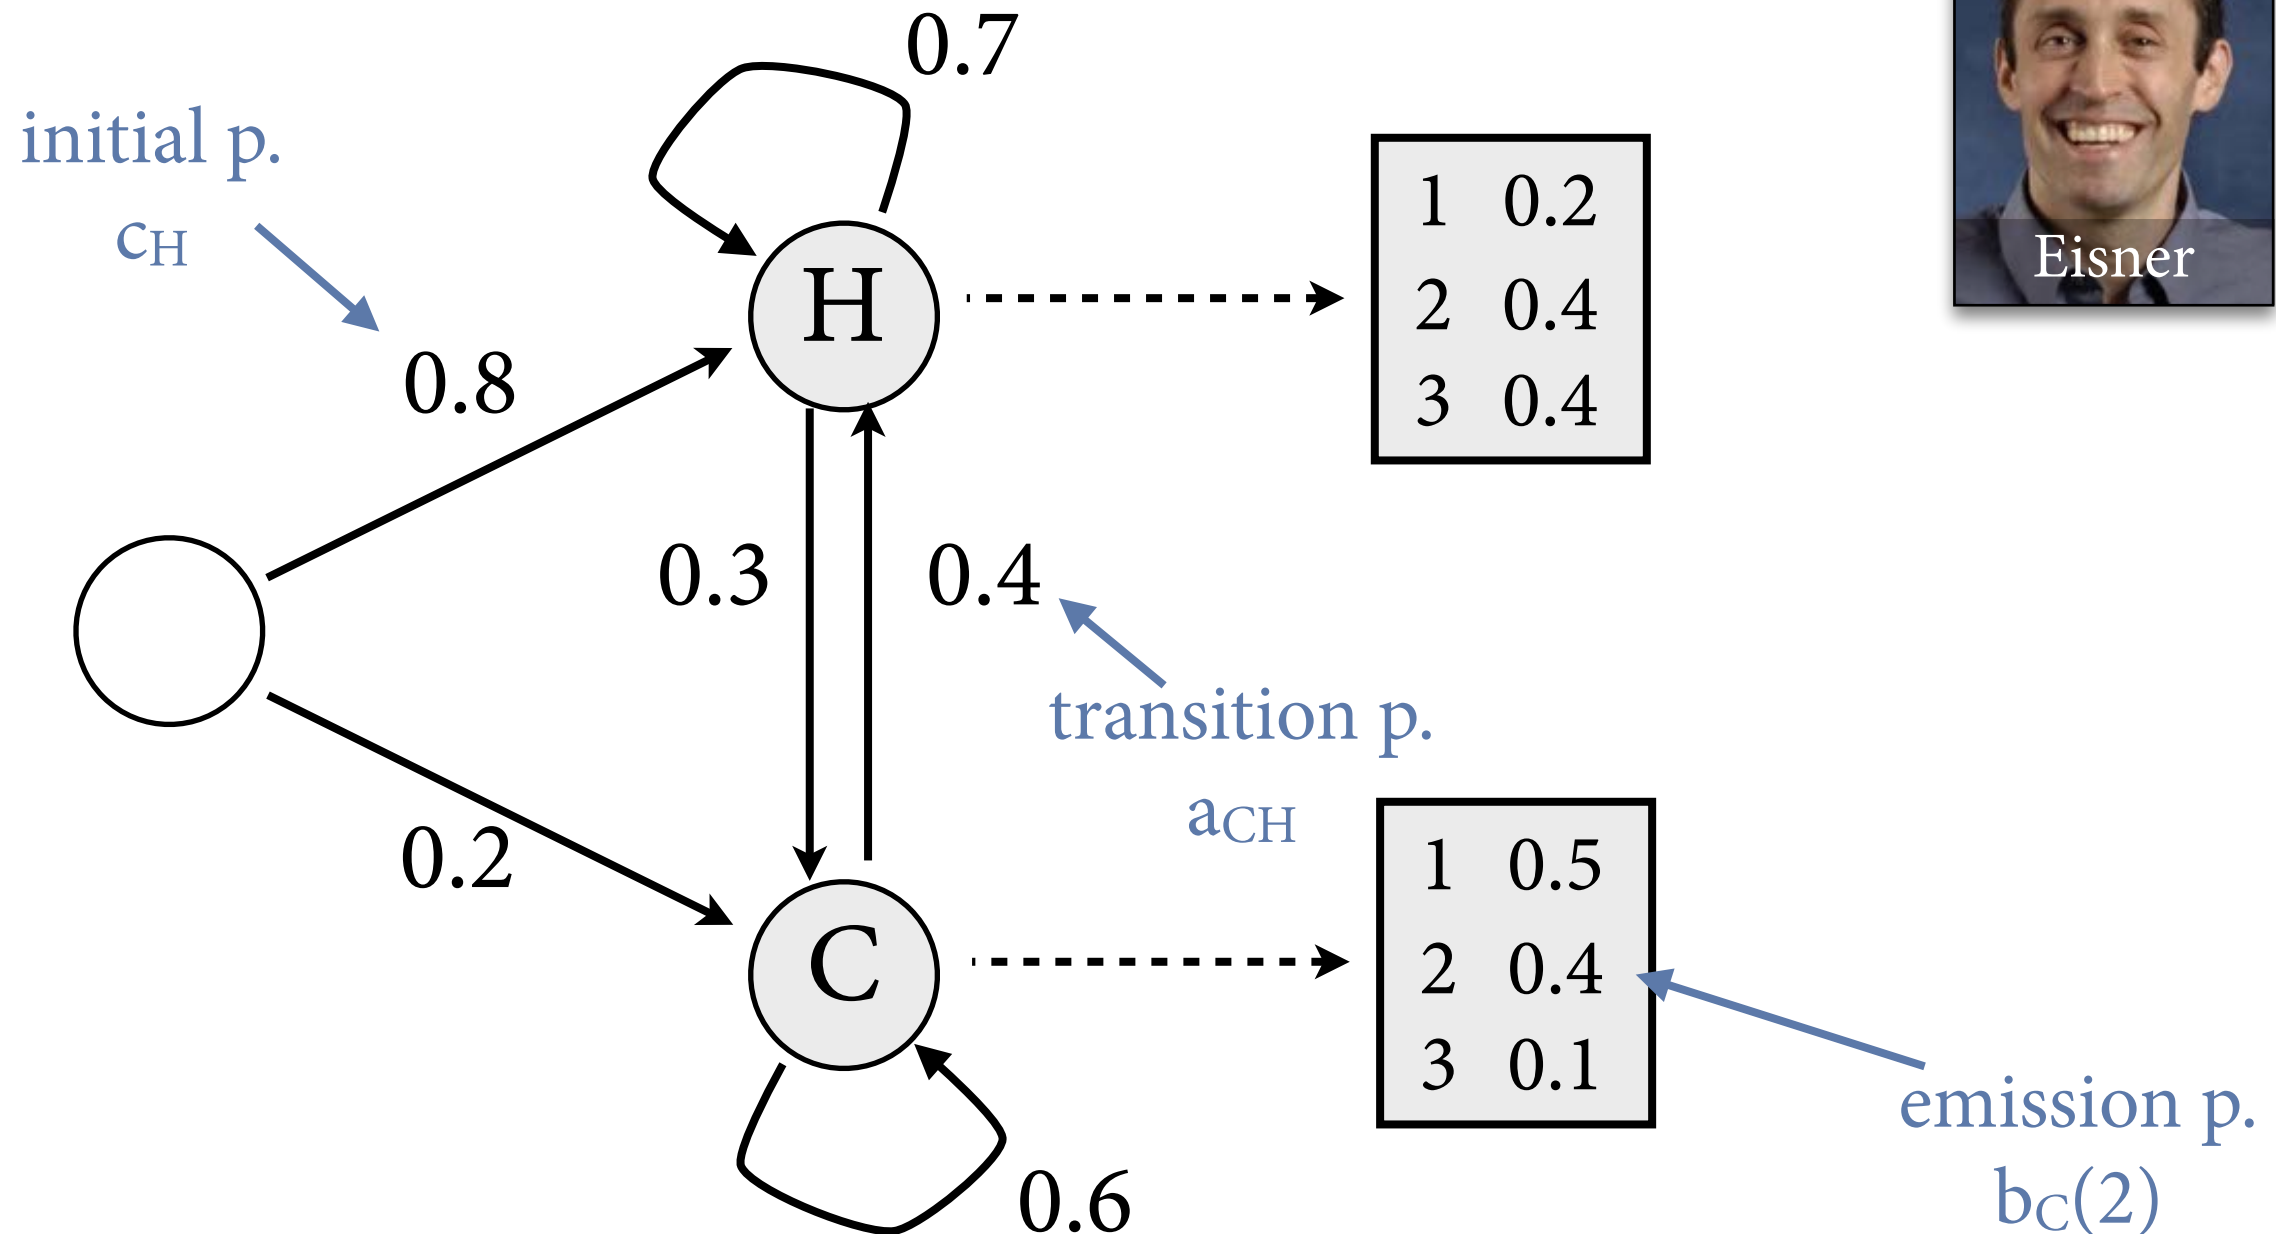 0.7
initial p.
cH
0.8
H
1 0.2
2 0.4
3 0.4
Eisner
0.3
0.4
transition p.
aCH
0.2
C
1 0.5
2 0.4
3 0.1
0.6
emission p.
bC(2)